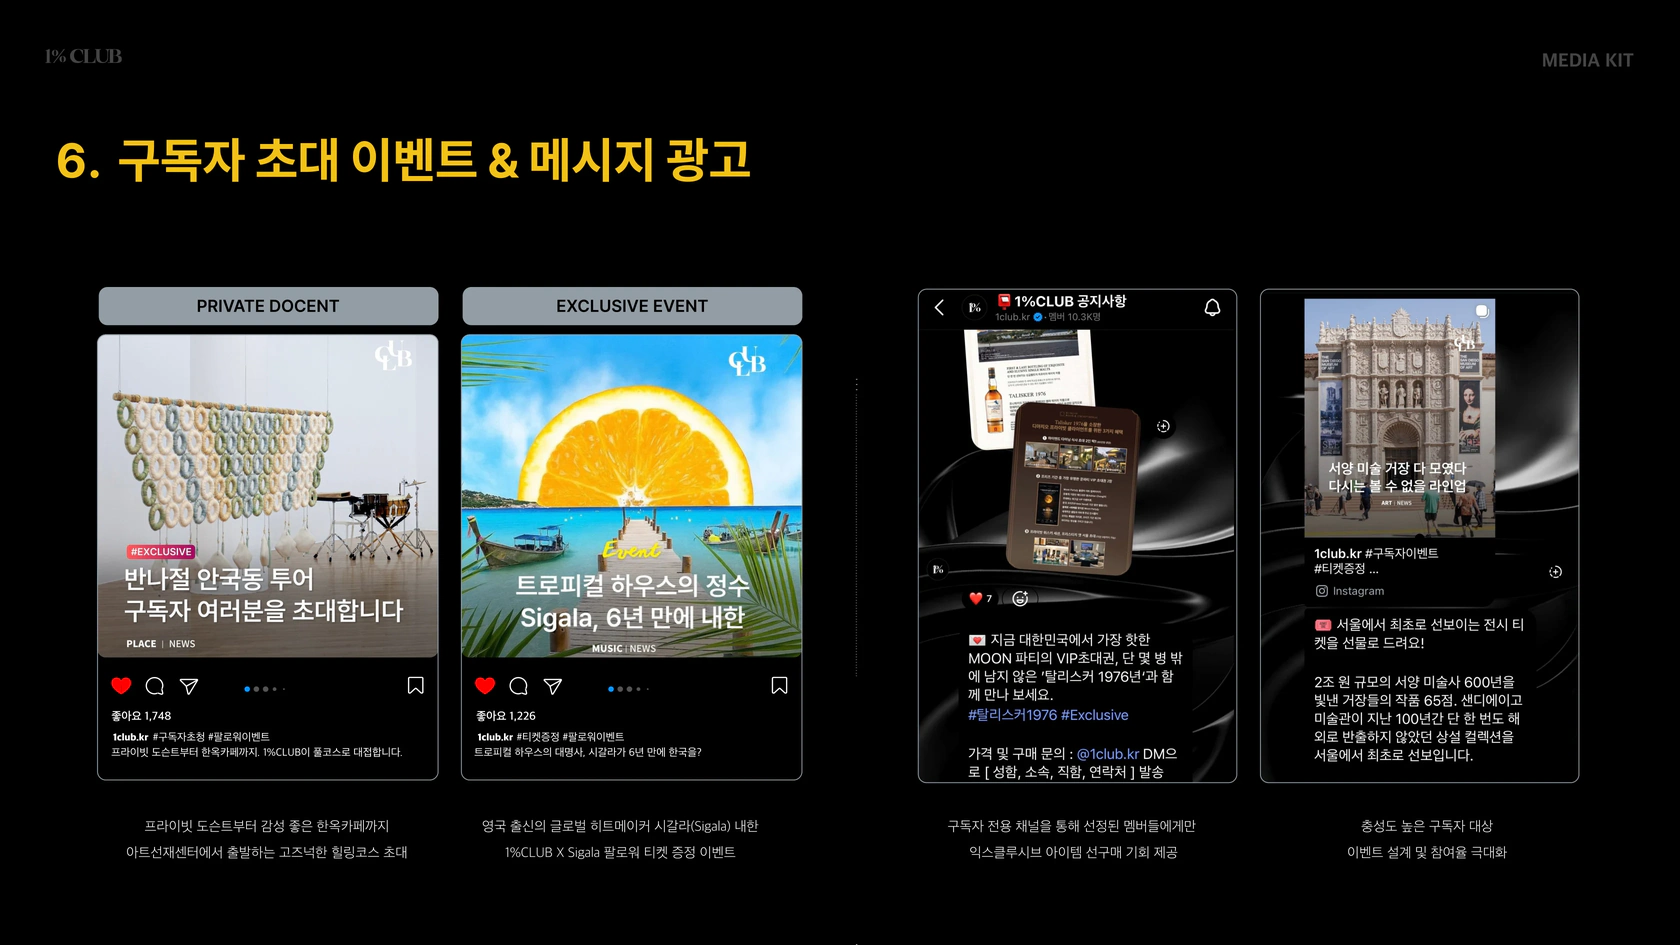 1% CLUB
MEDIA KIT
6. 구독자 초대 이벤트 & 메시지 광고
PRIVATE DOCENT
CLUB
#EXCLUSIVE
반나절 안국동 투어
구독자 여러분을 초대합니다
PLACE | NEWS
좋아요 1,748
1club.kr #구독자초청 #팔로워이벤트
프라이빗 도슨트부터 한옥카페까지. 1%CLUB이 풀코스로 대접합니다.
프라이빗 도슨트부터 감성 좋은 한옥카페까지
아트선재센터에서 출발하는 고즈넉한 힐링코스 초대
EXCLUSIVE EVENT
CLUB
Event
트로피컬 하우스의 정수
Sigala, 6년 만에 내한
MUSIC | NEWS
좋아요 1,226
1club.kr #티켓증정 #팔로워이벤트
트로피컬 하우스의 대명사, 시갈라가 6년 만에 한국을?
영국 출신의 글로벌 히트메이커 시갈라(Sigala) 내한
1%CLUB X Sigala 팔로워 티켓 증정 이벤트
1%
1%CLUB 공지사항
1club.kr · 멤버 10.3K명
TALISKER 1976
1%
7
💌 지금 대한민국에서 가장 핫한
MOON 파티의 VIP초대권, 단 몇 병 밖
에 남지 않은 '탈리스커 1976년'과 함
께 만나 보세요.
#탈리스커1976 #Exclusive
가격 및 구매 문의 : @1club.kr DM으
로 [ 성함, 소속, 직함, 연락처 ] 발송
구독자 전용 채널을 통해 선정된 멤버들에게만
익스클루시브 아이템 선구매 기회 제공
CLUB
서양 미술 거장 다 모였다
다시는 볼 수 없을 라인업
ART | NEWS
1club.kr #구독자이벤트
#티켓증정 ...
Instagram
🎟️ 서울에서 최초로 선보이는 전시 티
켓을 선물로 드려요!
2조 원 규모의 서양 미술사 600년을
빛낸 거장들의 작품 65점. 샌디에이고
미술관이 지난 100년간 단 한 번도 해
외로 반출하지 않았던 상설 컬렉션을
서울에서 최초로 선보입니다.
충성도 높은 구독자 대상
이벤트 설계 및 참여율 극대화